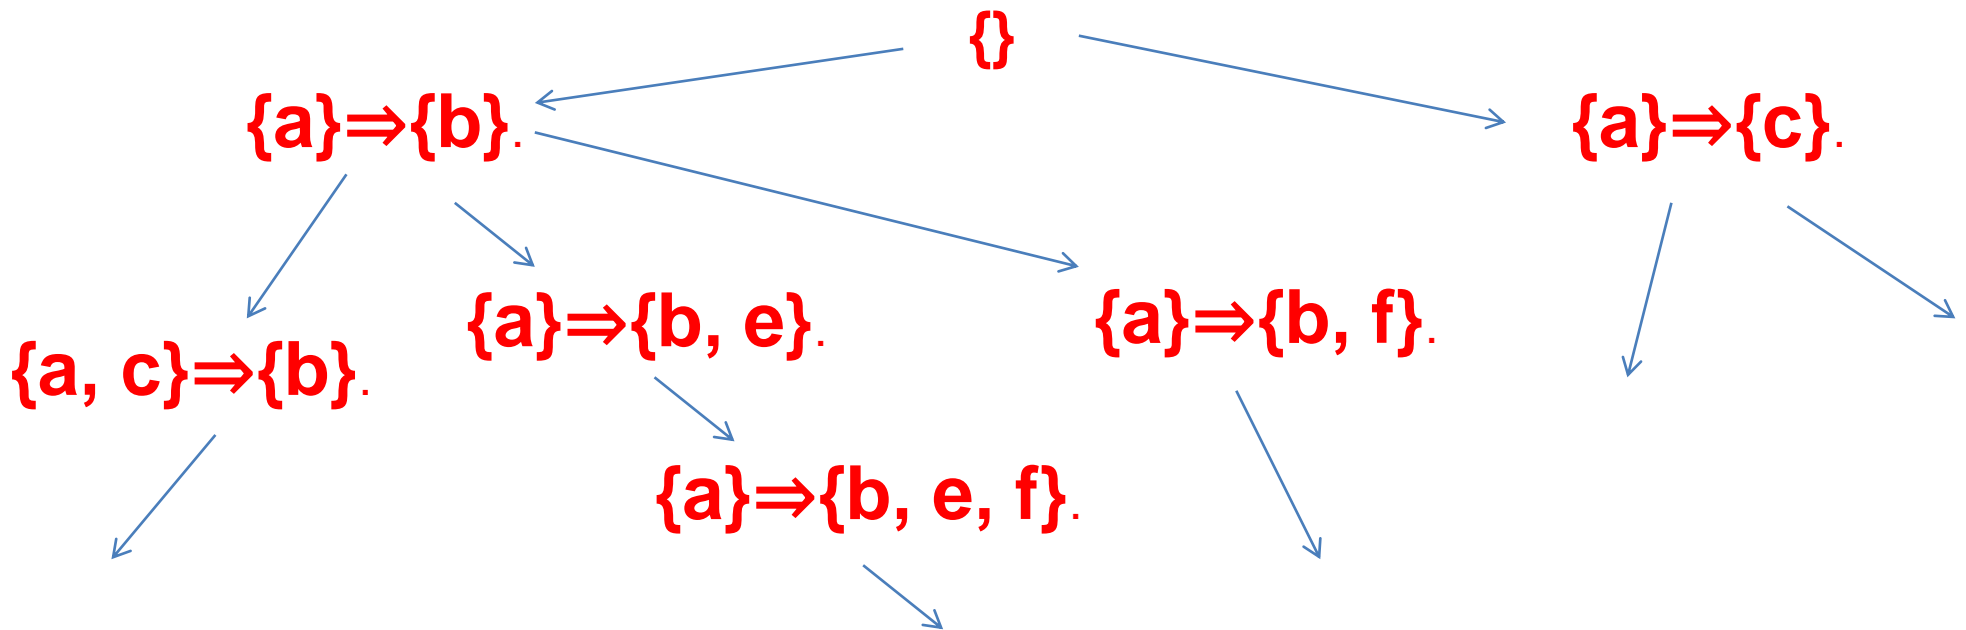 {}
{a}⇒{b}.
{a}⇒{c}.
{a}⇒{b, e}.
{a}⇒{b, f}.
{a, c}⇒{b}.
{a}⇒{b, e, f}.